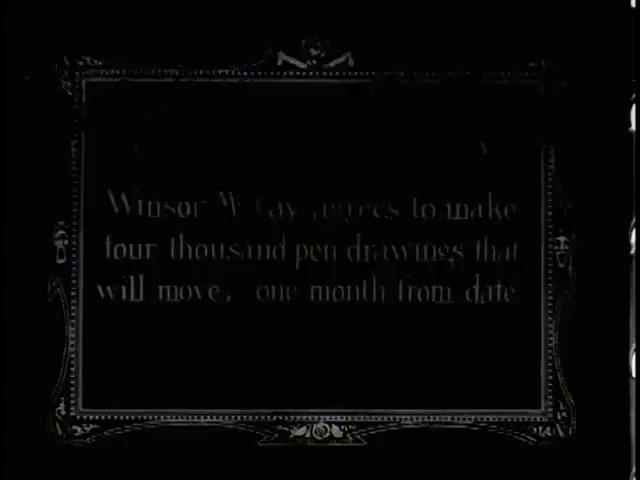 Winsor McCay agrees to make
four thousand pen drawings that
will move, one month from date.